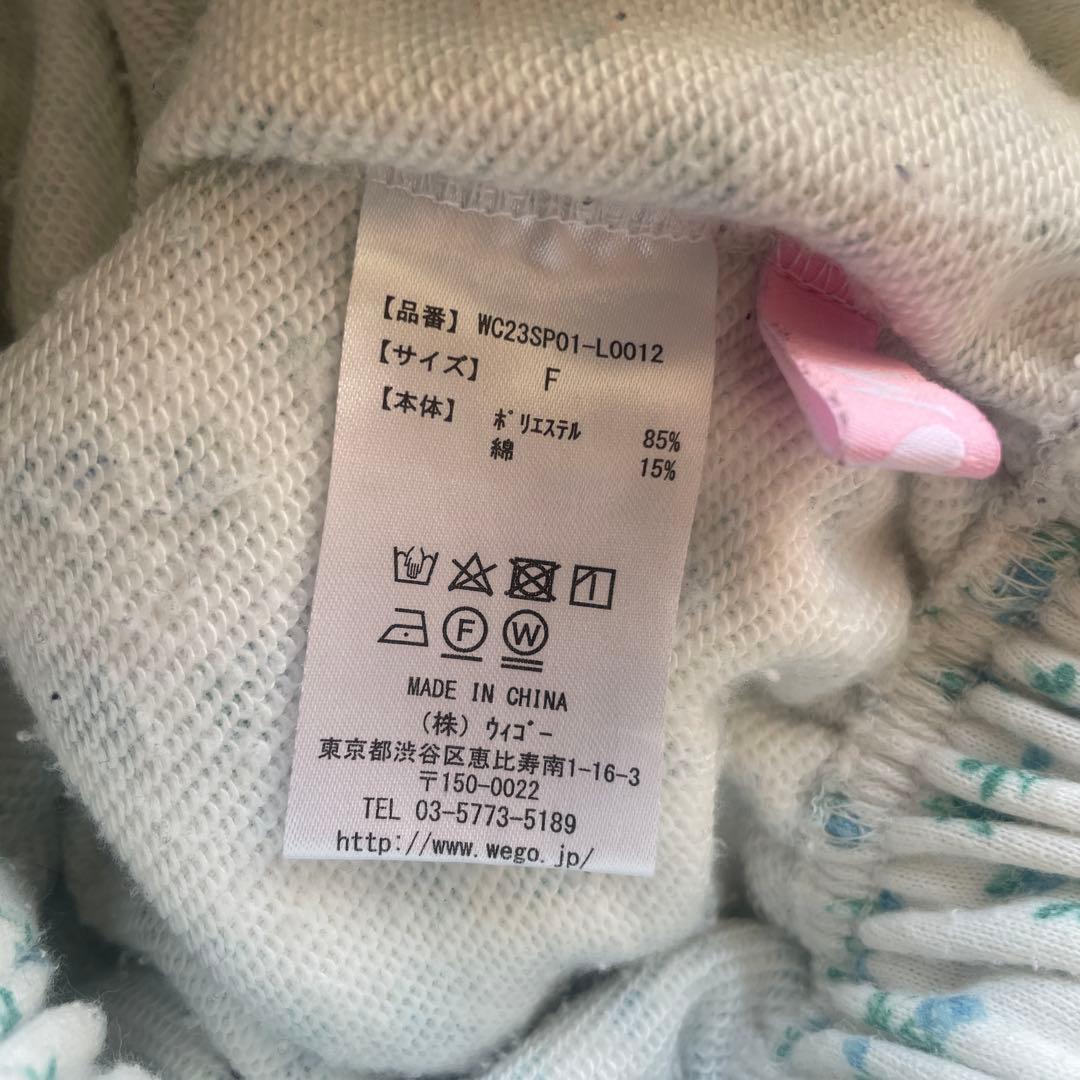 【品番】 WC23SP01-L0012
【サイズ】 F
【本体】 ﾎﾟﾘｴｽﾃﾙ 85%
綿 15%
F W
MADE IN CHINA
(株) ｳｨｺﾞｰ
東京都渋谷区恵比寿南1-16-3
〒150-0022
TEL 03-5773-5189
http://www.wego.jp/